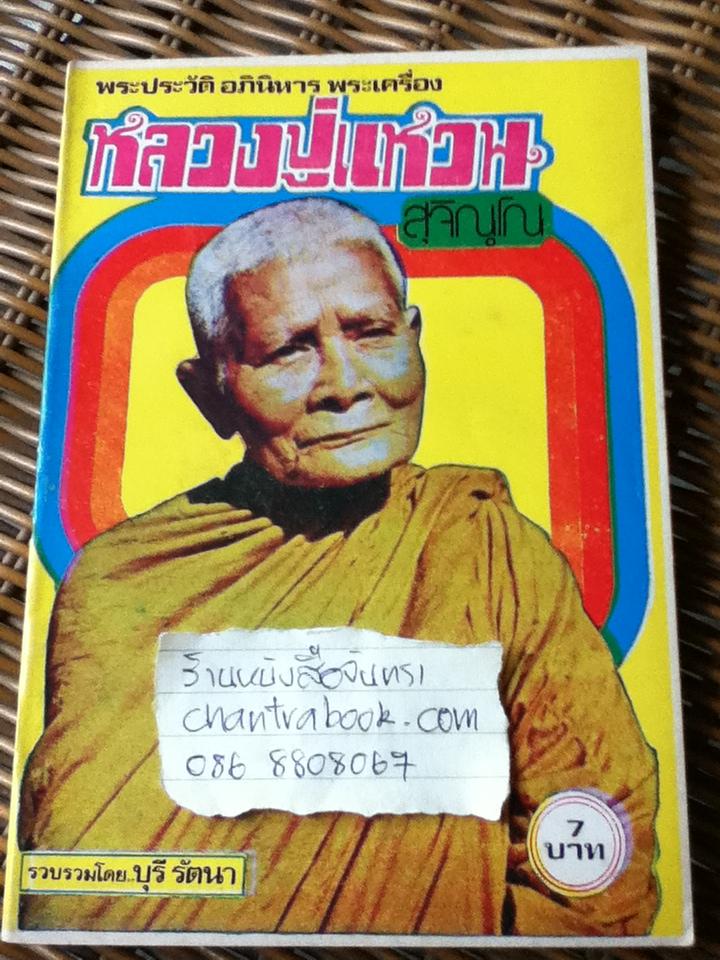 พระประวัติ อภินิหาร พระเครื่อง
หลวงปู่แหวน
สุจิณฺโณ
ร้านหนังสือจันทรา
chantrabook.com
086 8808067
7
บาท
รวบรวมโดย..บุรี รัตนา